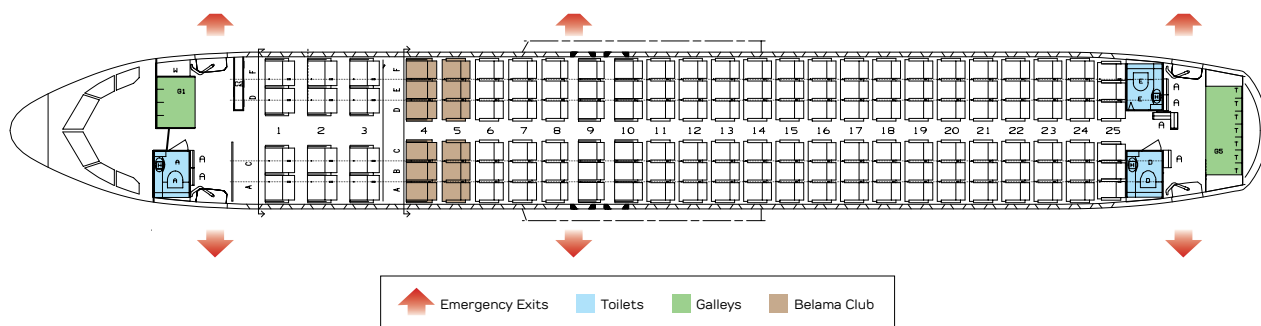 W
G1
F
D
F
E
D
E
E
A
A
T
T
T
T
T
T
T
1 2 3 4 5 6 7 8 9 10 11 12 13 14 15 16 17 18 19 20 21 22 23 24 25
A
G5
A
A
A
A
C
A
C
B
A
D
D
A
Emergency Exits
Toilets
Galleys
Belama Club